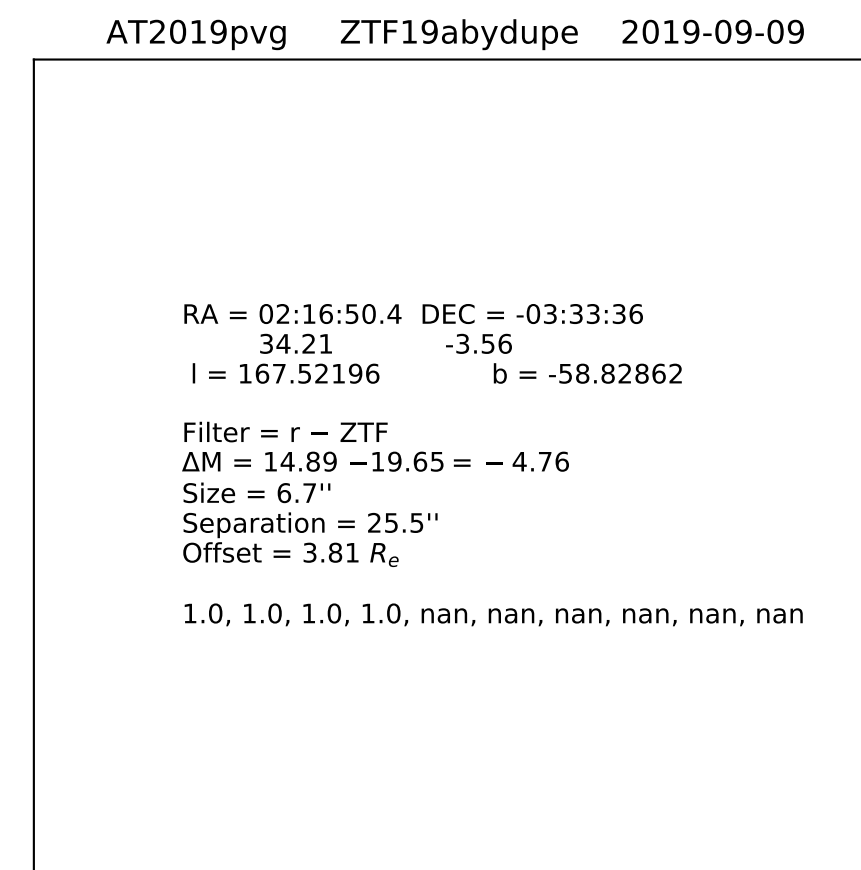 AT2019pvg ZTF19abydupe 2019-09-09
RA = 02:16:50.4 DEC = -03:33:36
34.21 -3.56
l = 167.52196 b = -58.82862
Filter = r − ZTF
ΔM = 14.89 −19.65 = − 4.76
Size = 6.7''
Separation = 25.5''
Offset = 3.81 Re
1.0, 1.0, 1.0, 1.0, nan, nan, nan, nan, nan, nan